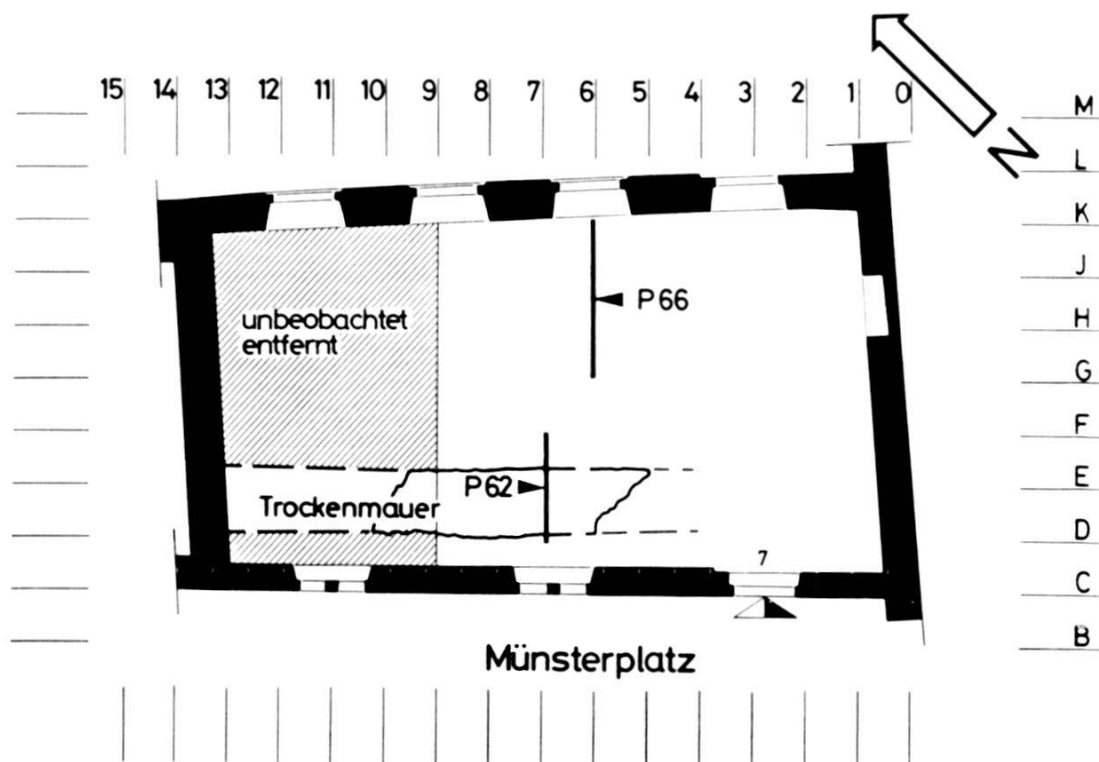 15 14 13 12 11 10 9 8 7 6 5 4 3 2 1 0
N
M
L
K
J
H
G
F
E
D
C
B
unbeobachtet
entfernt
P66
P62
Trockenmauer
7
Münsterplatz